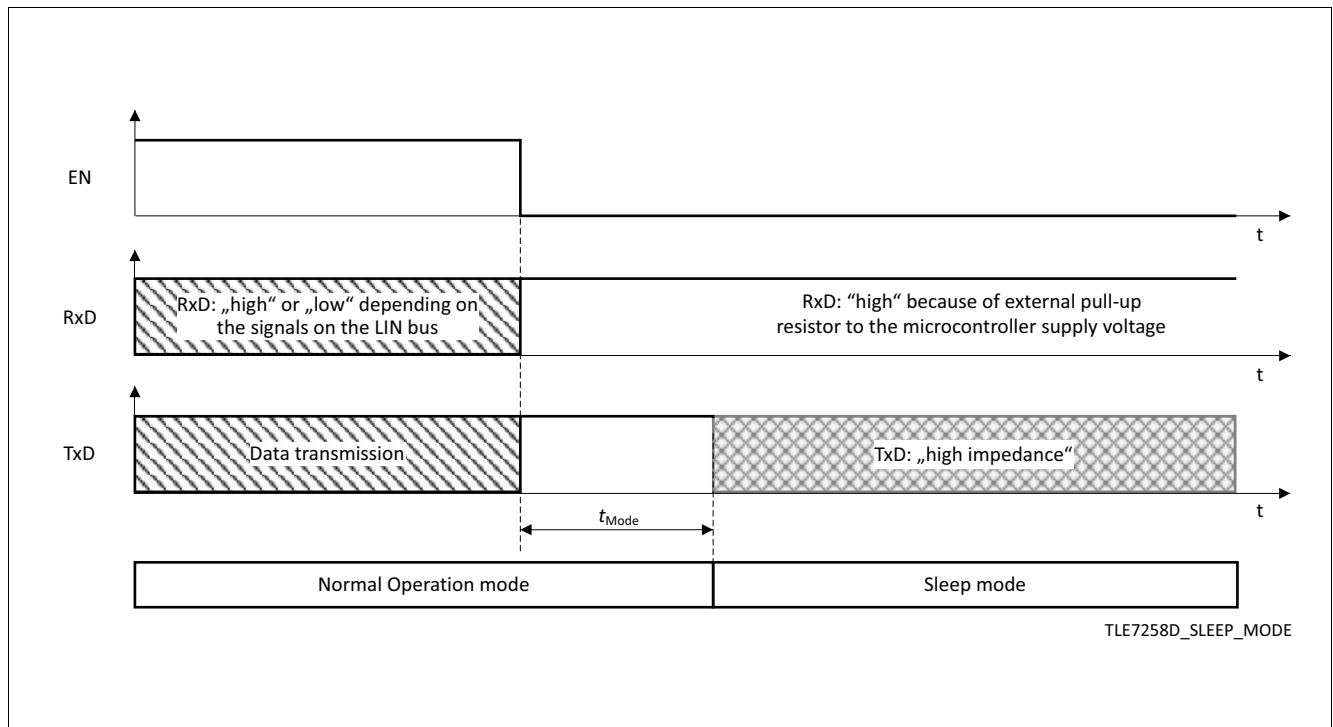 EN
t
RxD
RxD: „high“ or „low“ depending on
the signals on the LIN bus
RxD: “high” because of external pull-up
resistor to the microcontroller supply voltage
t
TxD
Data transmission
TxD: „high impedance“
t
tMode
Normal Operation mode
Sleep mode
TLE7258D_SLEEP_MODE